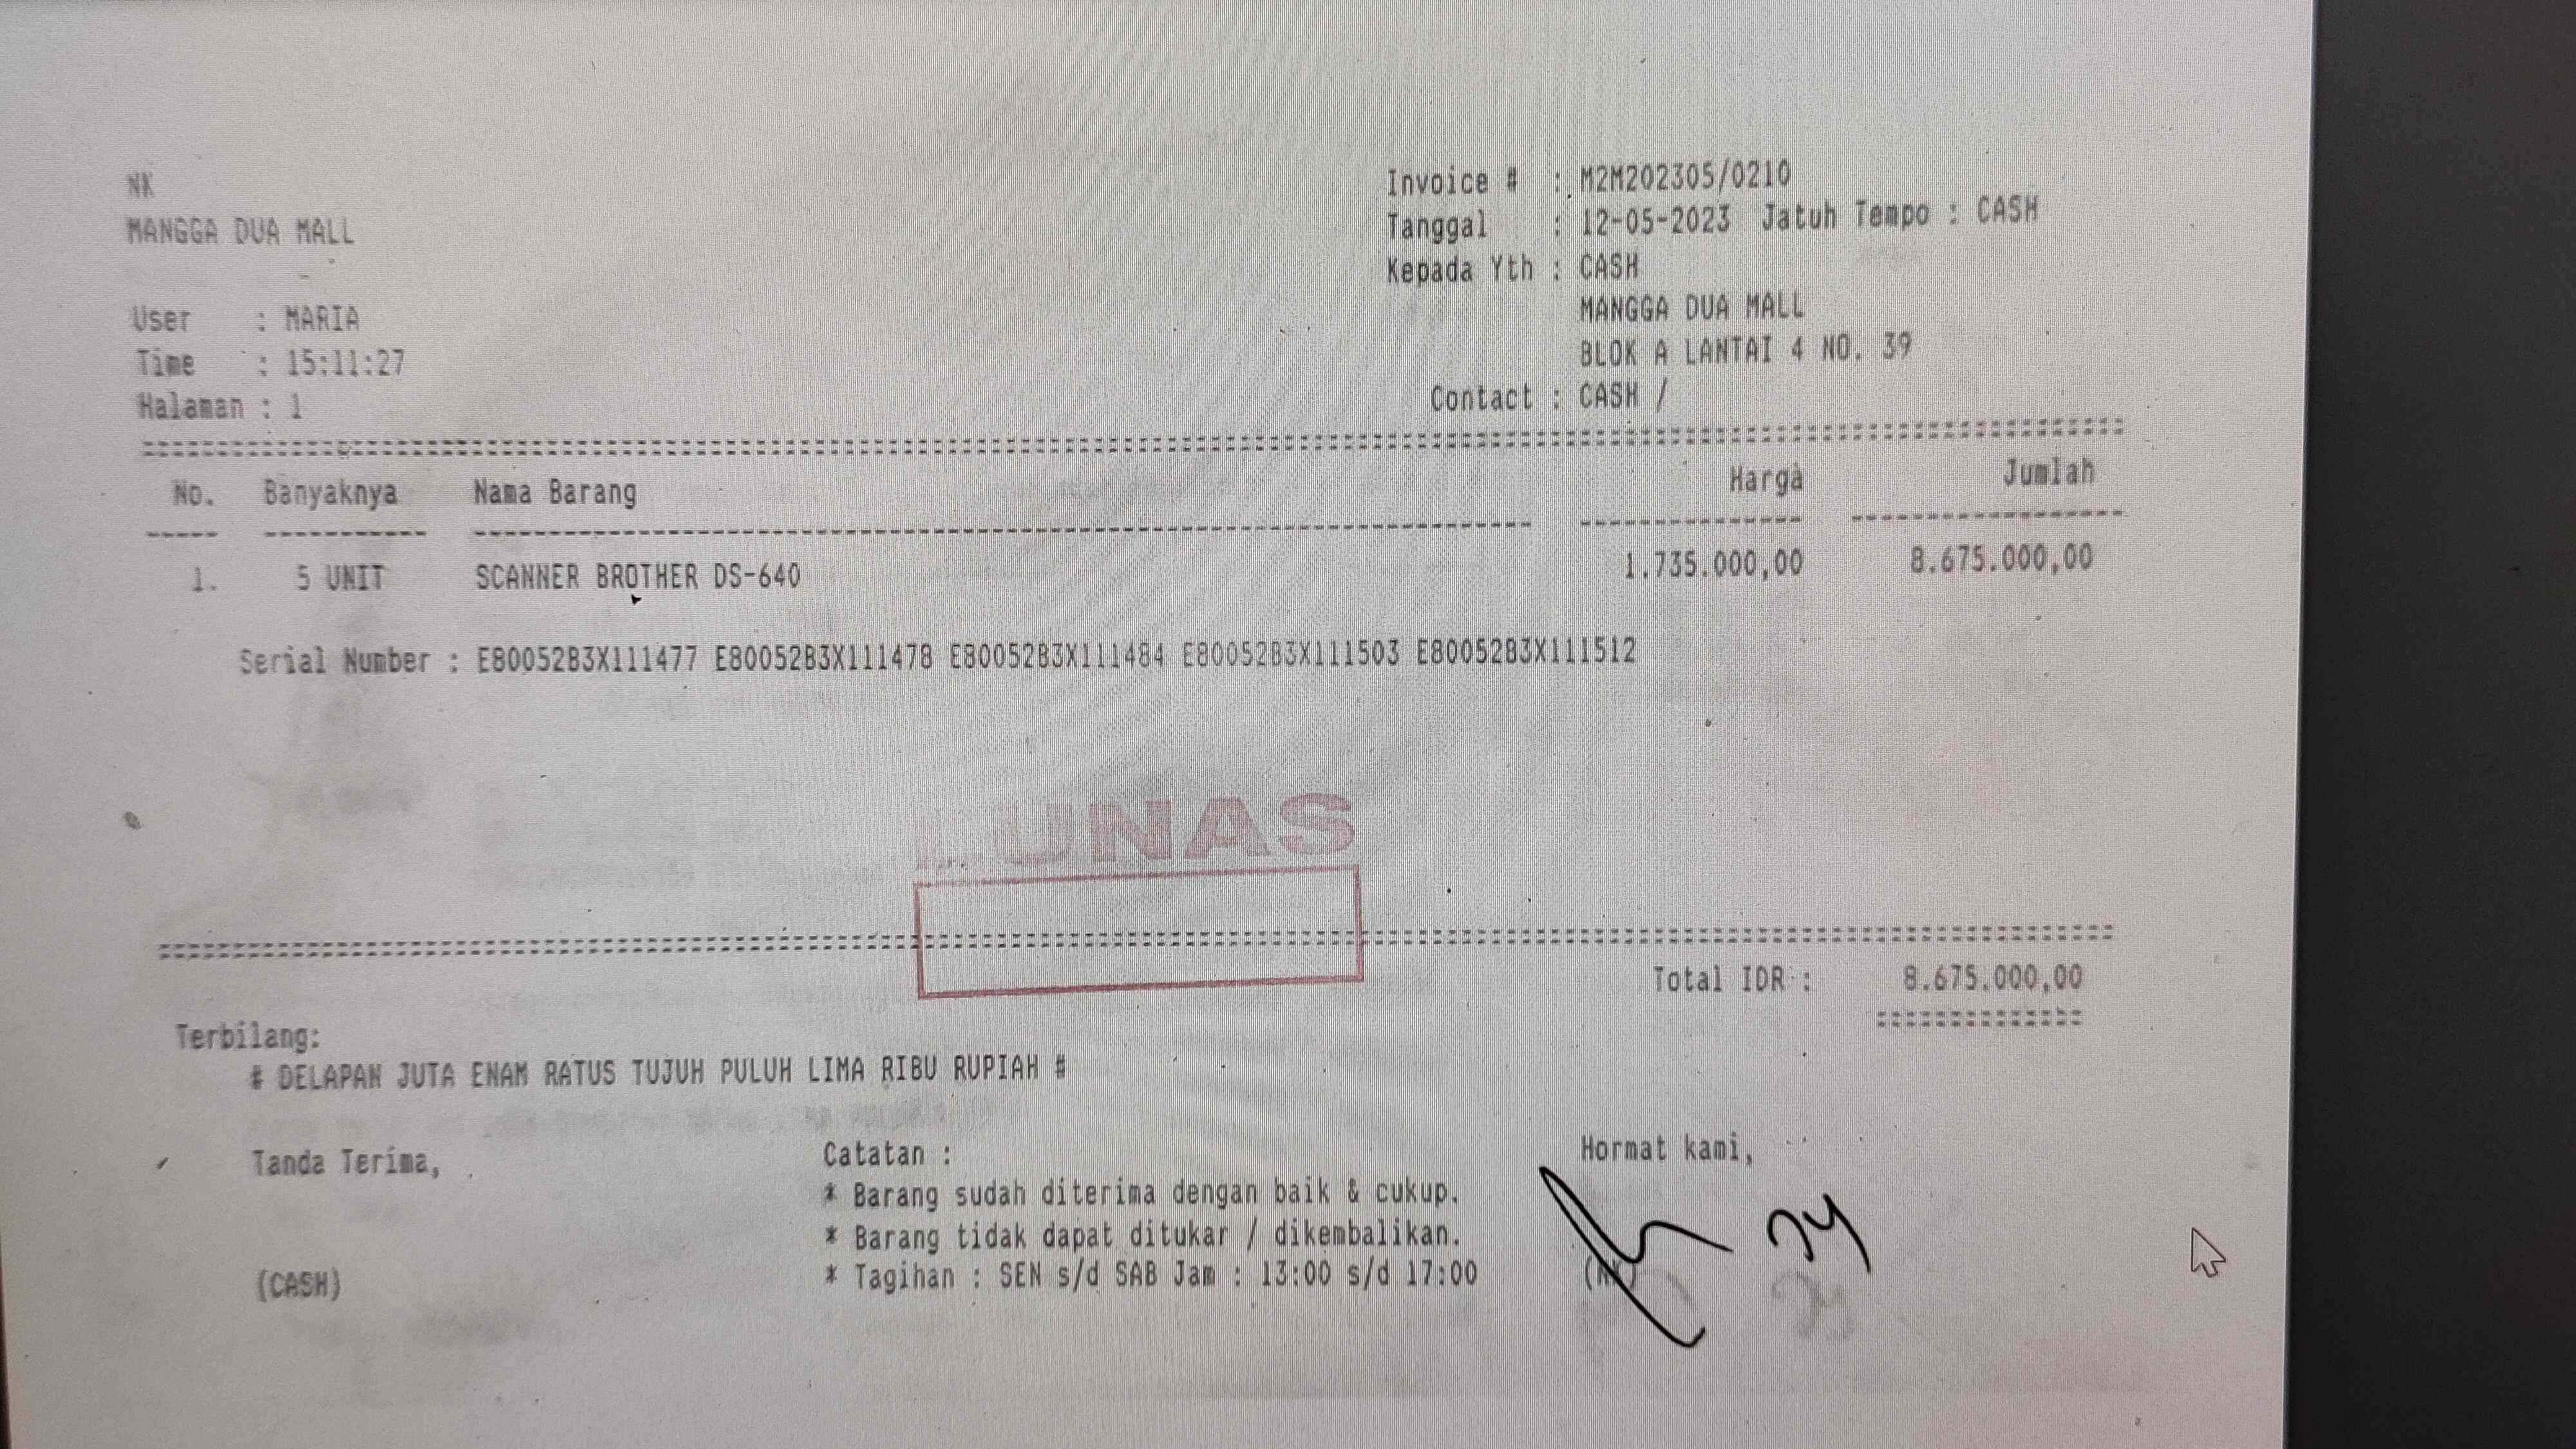 NK
MANGGA DUA MALL
User : MARIA
Time : 15:11:27
Halaman : 1
Invoice # : M2M202305/0210
Tanggal : 12-05-2023 Jatuh Tempo : CASH
Kepada Yth : CASH
MANGGA DUA MALL
BLOK A LANTAI 4 NO. 39
Contact : CASH /
No. Banyaknya Nama Barang Harga Jumlah
1. 5 UNIT SCANNER BROTHER DS-640 1.735.000,00 8.675.000,00
Serial Number : E80052B3X111477 E80052B3X111478 E80052B3X111484 E80052B3X111503 E80052B3X111512
LUNAS
Total IDR : 8.675.000,00
Terbilang:
# DELAPAN JUTA ENAM RATUS TUJUH PULUH LIMA RIBU RUPIAH #
Tanda Terima,
(CASH)
Catatan :
* Barang sudah diterima dengan baik & cukup.
* Barang tidak dapat ditukar / dikembalikan.
* Tagihan : SEN s/d SAB Jam : 13:00 s/d 17:00
Hormat kami,
(NK)